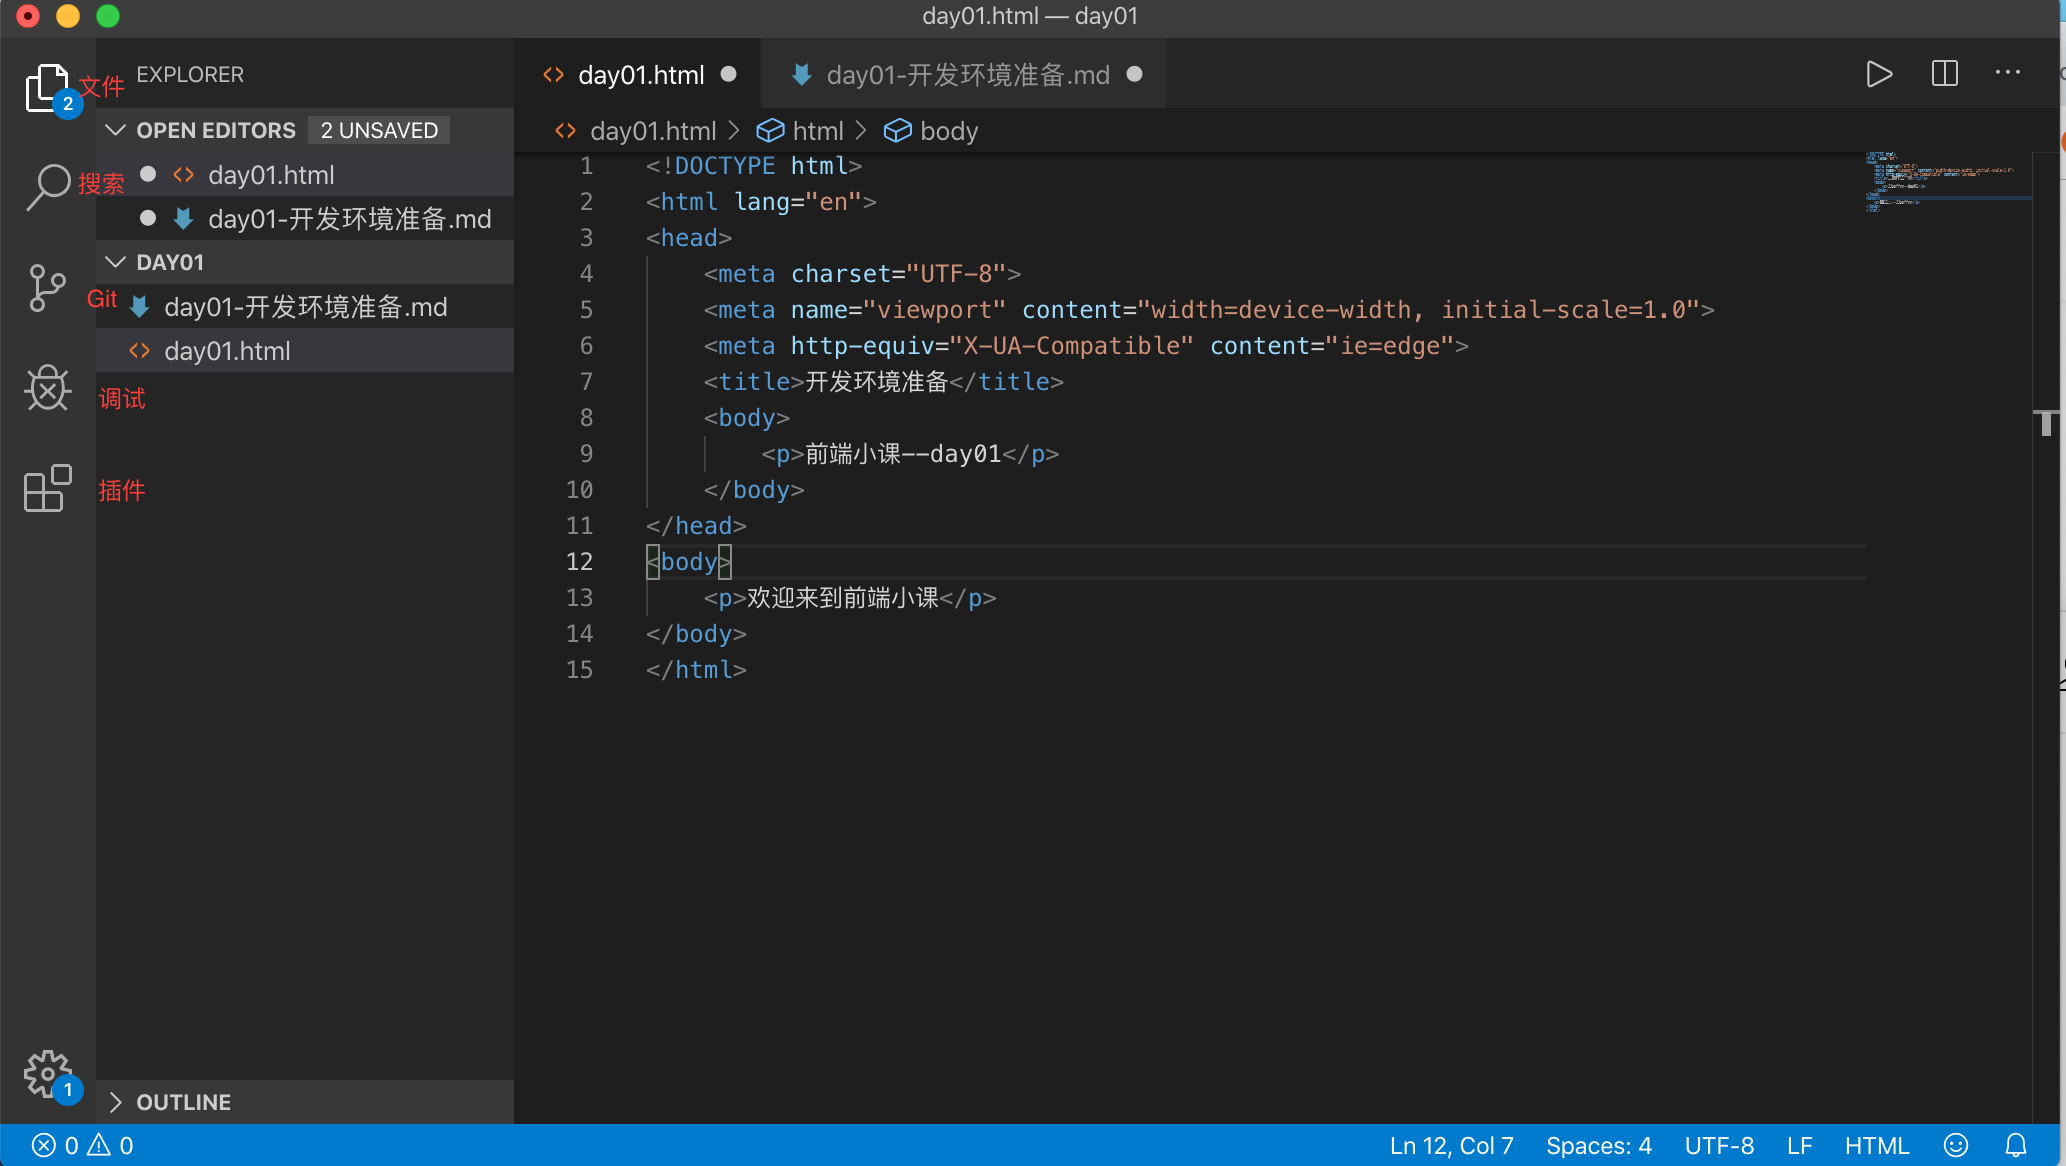 day01.html — day01
文件
EXPLORER
OPEN EDITORS 2 UNSAVED
搜索
day01.html
day01-开发环境准备.md
DAY01
Git
day01-开发环境准备.md
day01.html
调试
插件
2
1
OUTLINE
day01.html
day01-开发环境准备.md
day01.html > html > body
1 <!DOCTYPE html>
2 <html lang="en">
3 <head>
4 <meta charset="UTF-8">
5 <meta name="viewport" content="width=device-width, initial-scale=1.0">
6 <meta http-equiv="X-UA-Compatible" content="ie=edge">
7 <title>开发环境准备</title>
8 <body>
9 <p>前端小课--day01</p>
10 </body>
11 </head>
12 <body>
13 <p>欢迎来到前端小课</p>
14 </body>
15 </html>
0 0
Ln 12, Col 7 Spaces: 4 UTF-8 LF HTML